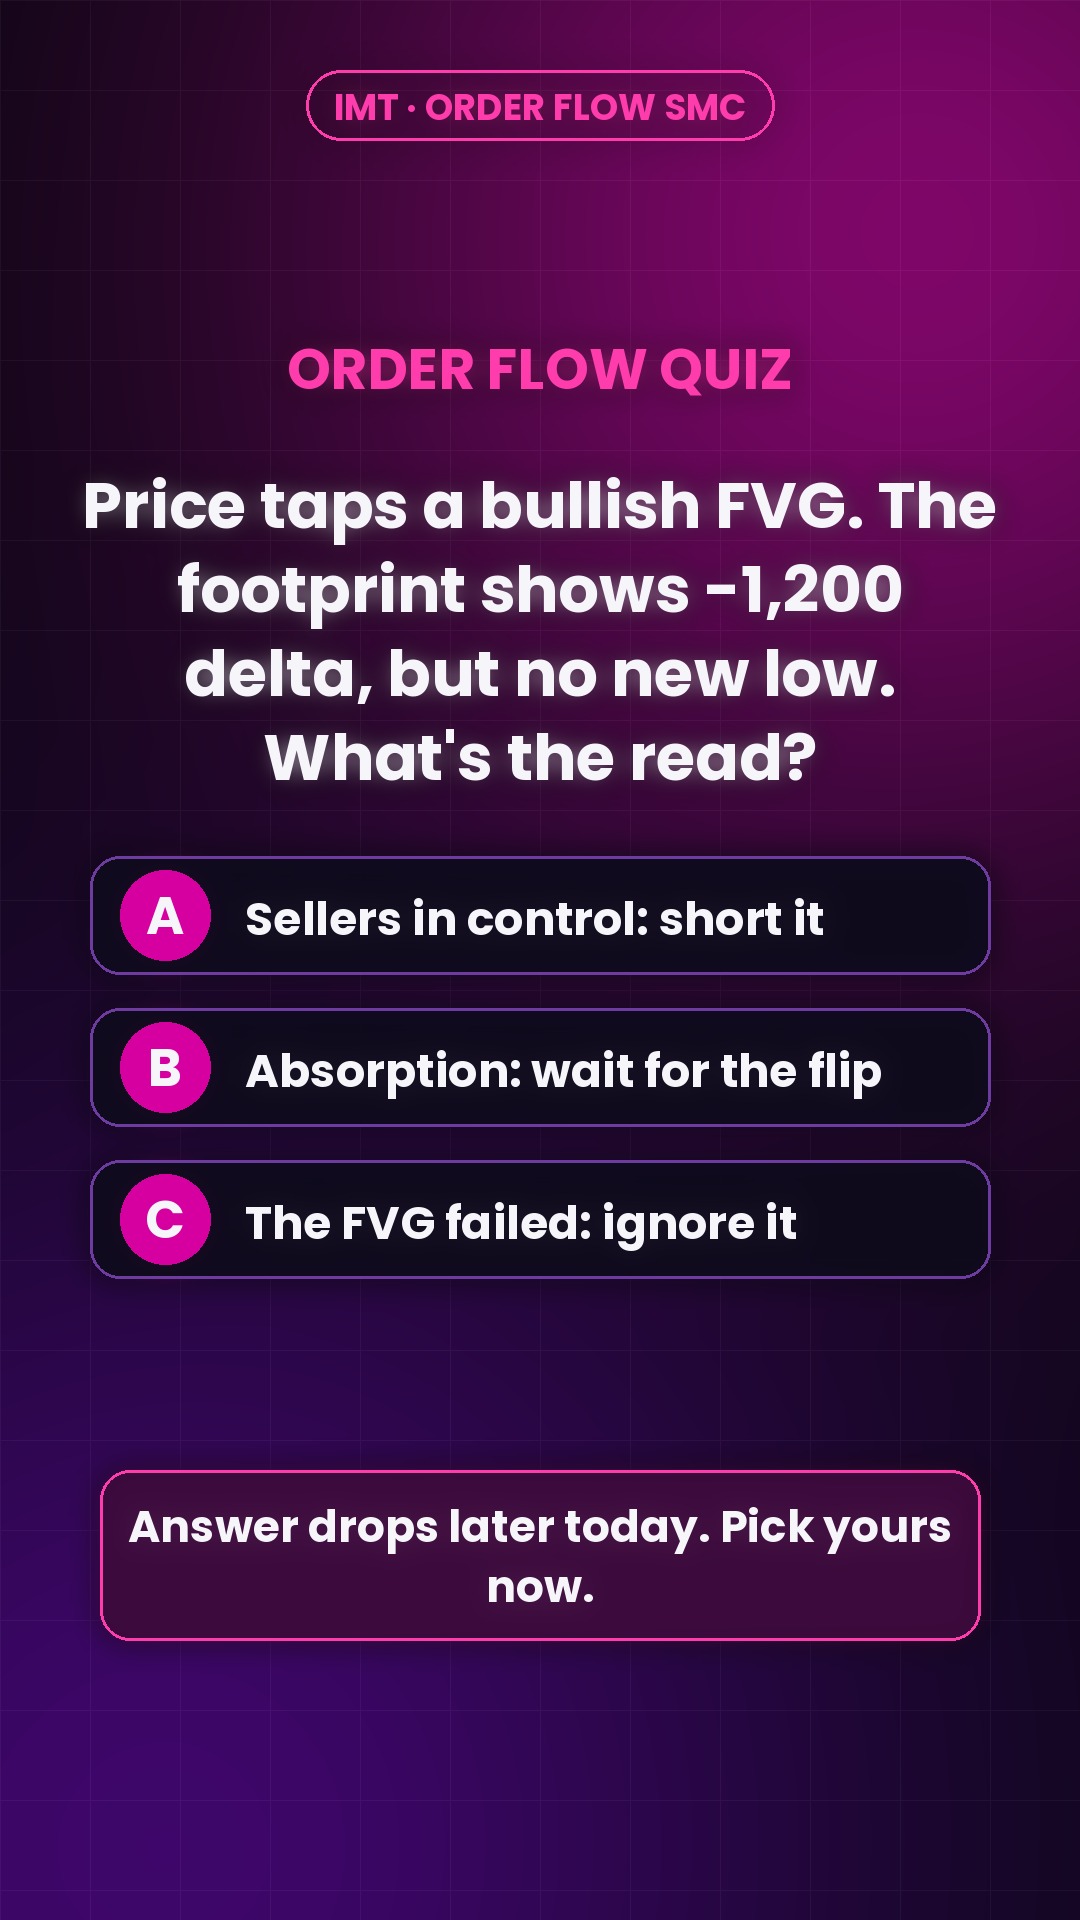 IMT · ORDER FLOW SMC
ORDER FLOW QUIZ
Price taps a bullish FVG. The
footprint shows -1,200
delta, but no new low.
What's the read?
A Sellers in control: short it
B Absorption: wait for the flip
C The FVG failed: ignore it
Answer drops later today. Pick yours
now.